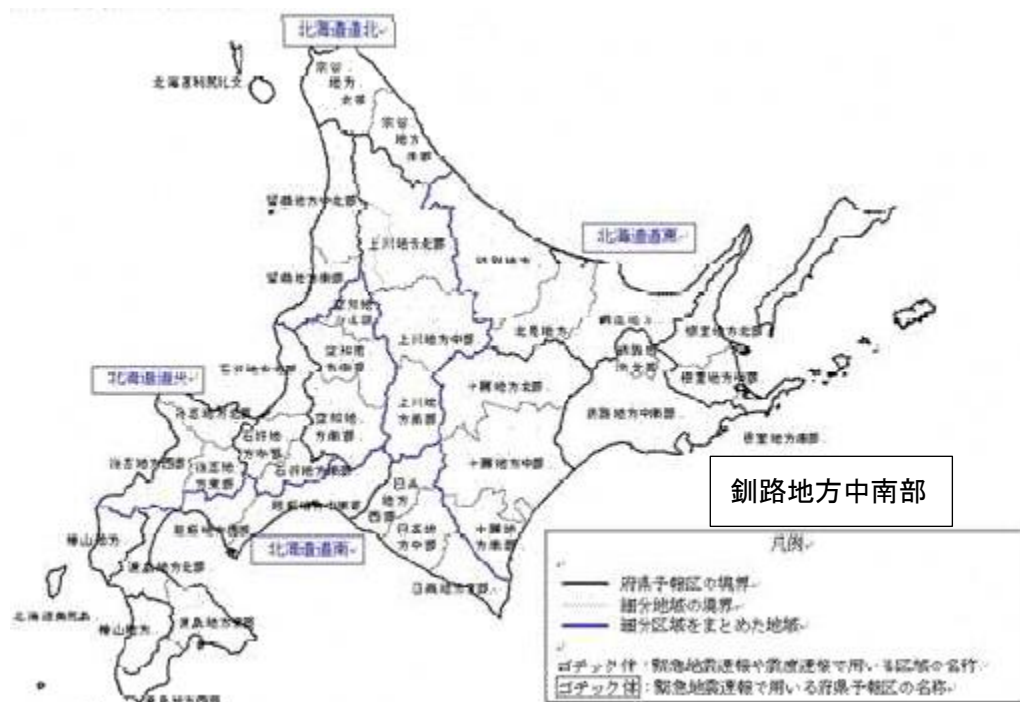 北海道道北
宗谷
地方
北部
宗谷
地方
南部
北海道利尻礼文
留萌地方中北部
上川地方北部
北海道道東
紋別地方
留萌地方南部
空知地
方北部
上川地方中部
北見地方
網走地方
根室地方北部
釧路地
方北部
根室地方中部
空知地
方中部
石狩地方北部
北海道道央
上川地
方南部
十勝地方北部
釧路地方中南部
根室地方南部
後志地方北部
石狩地
方中部
空知地
方南部
後志地方西部
後志地
方東部
石狩地方南部
十勝地方中部
日高
地方
西部
胆振地方中東部
胆振地方西部
日高地
方中部
十勝地
方南部
釧路地方中南部
檜山地方
渡島地方北部
北海道道南
日高地方東部
北海道奥尻島
檜山地方
渡島地方東部
渡島地方西部
凡例
府県予報区の境界
細分地域の境界
細分区域をまとめた地域
ゴチック体：緊急地震速報や震度速報で用いる区域の名称
ゴチック体：緊急地震速報で用いる府県予報区の名称